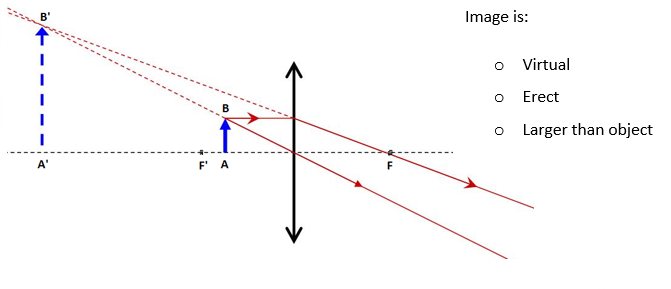 B'
Image is:
o Virtual
B
o Erect
o Larger than object
A'
F' A
F